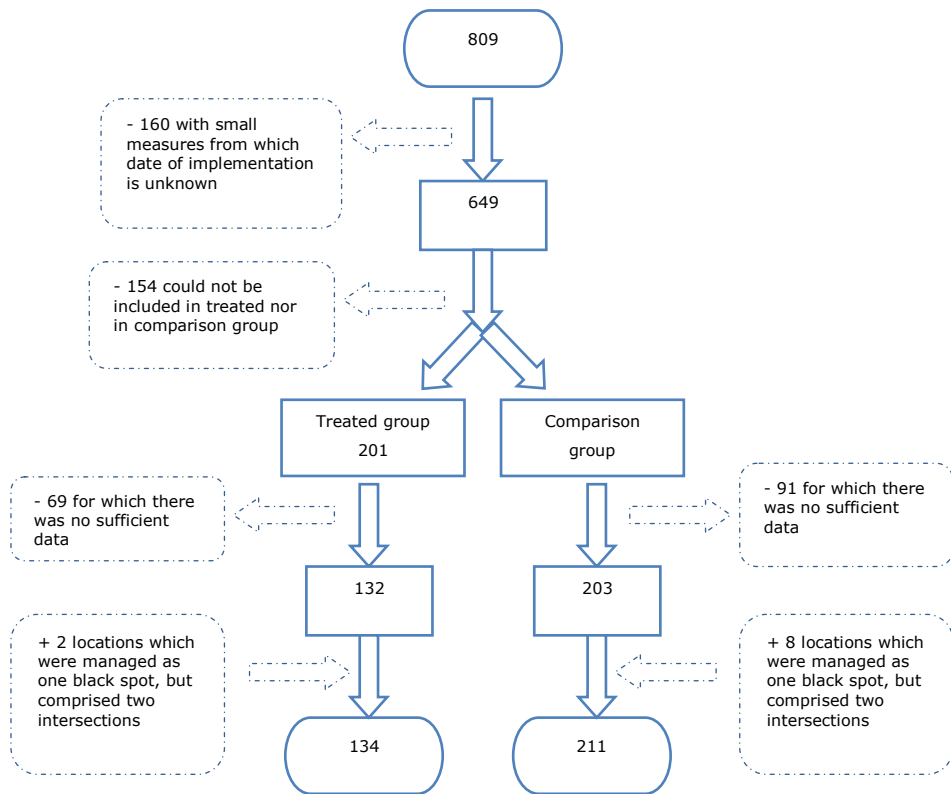 809
- 160 with small
measures from which
date of implementation
is unknown
649
- 154 could not be
included in treated nor
in comparison group
Treated group
201
Comparison
group
- 69 for which there
was no sufficient
data
- 91 for which there
was no sufficient
data
132
203
+ 2 locations which
were managed as
one black spot, but
comprised two
intersections
+ 8 locations which
were managed as
one black spot, but
comprised two
intersections
134
211